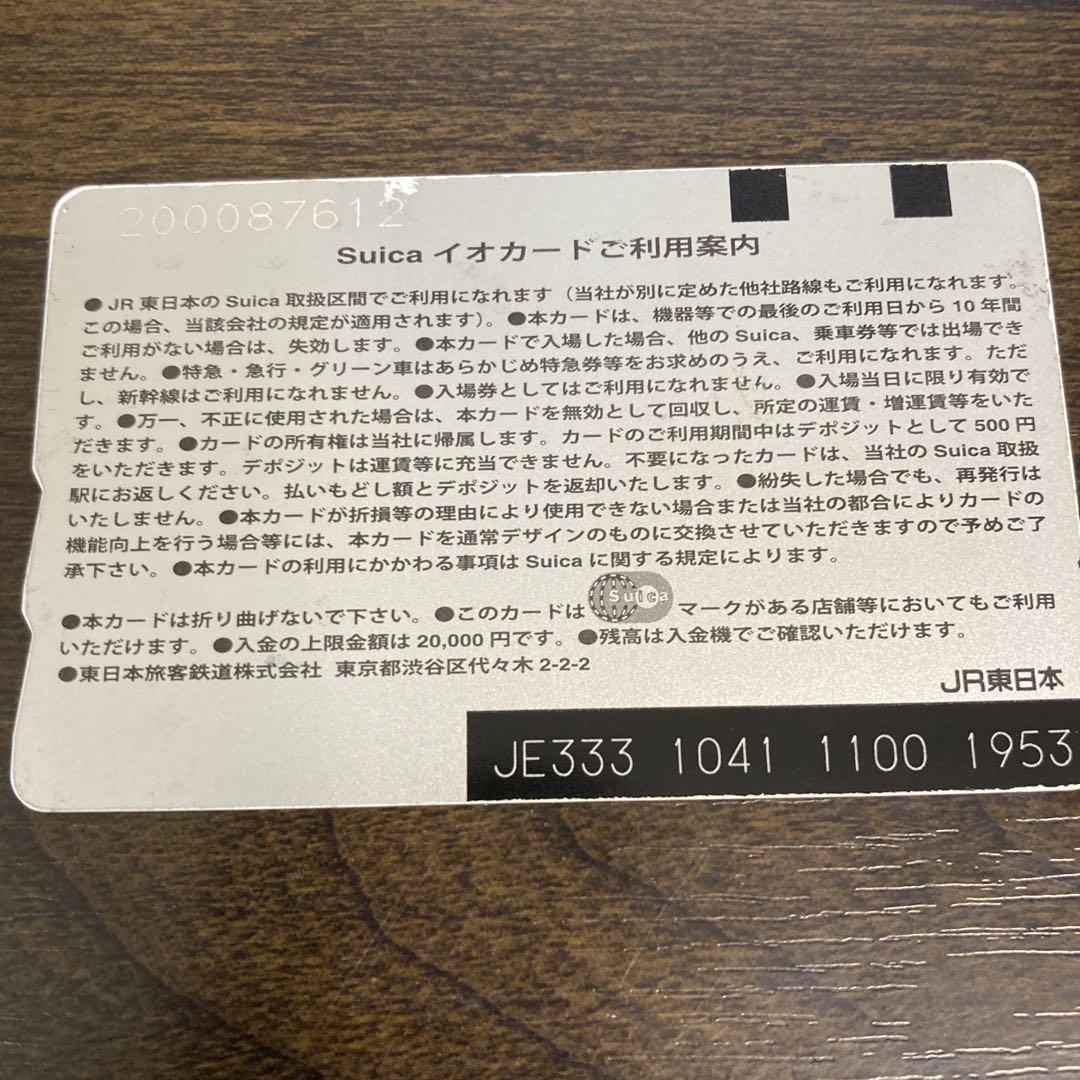 200087612
Suica イオカードご利用案内
●JR東日本の Suica 取扱区間でご利用になれます(当社が別に定めた他社路線もご利用になれます。
この場合、当該会社の規定が適用されます)。●本カードは、機器等での最後のご利用日から 10 年間
ご利用がない場合は、失効します。●本カードで入場した場合、他の Suica、乗車券等では出場でき
ません。●特急・急行・グリーン車はあらかじめ特急券等をお求めのうえ、ご利用になれます。ただ
し、新幹線はご利用になれません。●入場券としてはご利用になれません。●入場当日に限り有効で
す。●万一、不正に使用された場合は、本カードを無効として回収し、所定の運賃・増運賃等をいた
だきます。●カードの所有権は当社に帰属します。カードのご利用期間中はデポジットとして 500 円
をいただきます。デポジットは運賃等に充当できません。不要になったカードは、当社の Suica 取扱
駅にお返しください。払いもどし額とデポジットを返却いたします。●紛失した場合でも、再発行は
いたしません。●本カードが折損等の理由により使用できない場合または当社の都合によりカードの
機能向上を行う場合等には、本カードを通常デザインのものに交換させていただきますので予めご了
承下さい。●本カードの利用にかかわる事項は Suica に関する規定によります。
●本カードは折り曲げないで下さい。●このカードは Suica マークがある店舗等においてもご利用
いただけます。●入金の上限金額は 20,000 円です。●残高は入金機でご確認いただけます。
●東日本旅客鉄道株式会社 東京都渋谷区代々木 2-2-2
JR東日本
JE333 1041 1100 1953